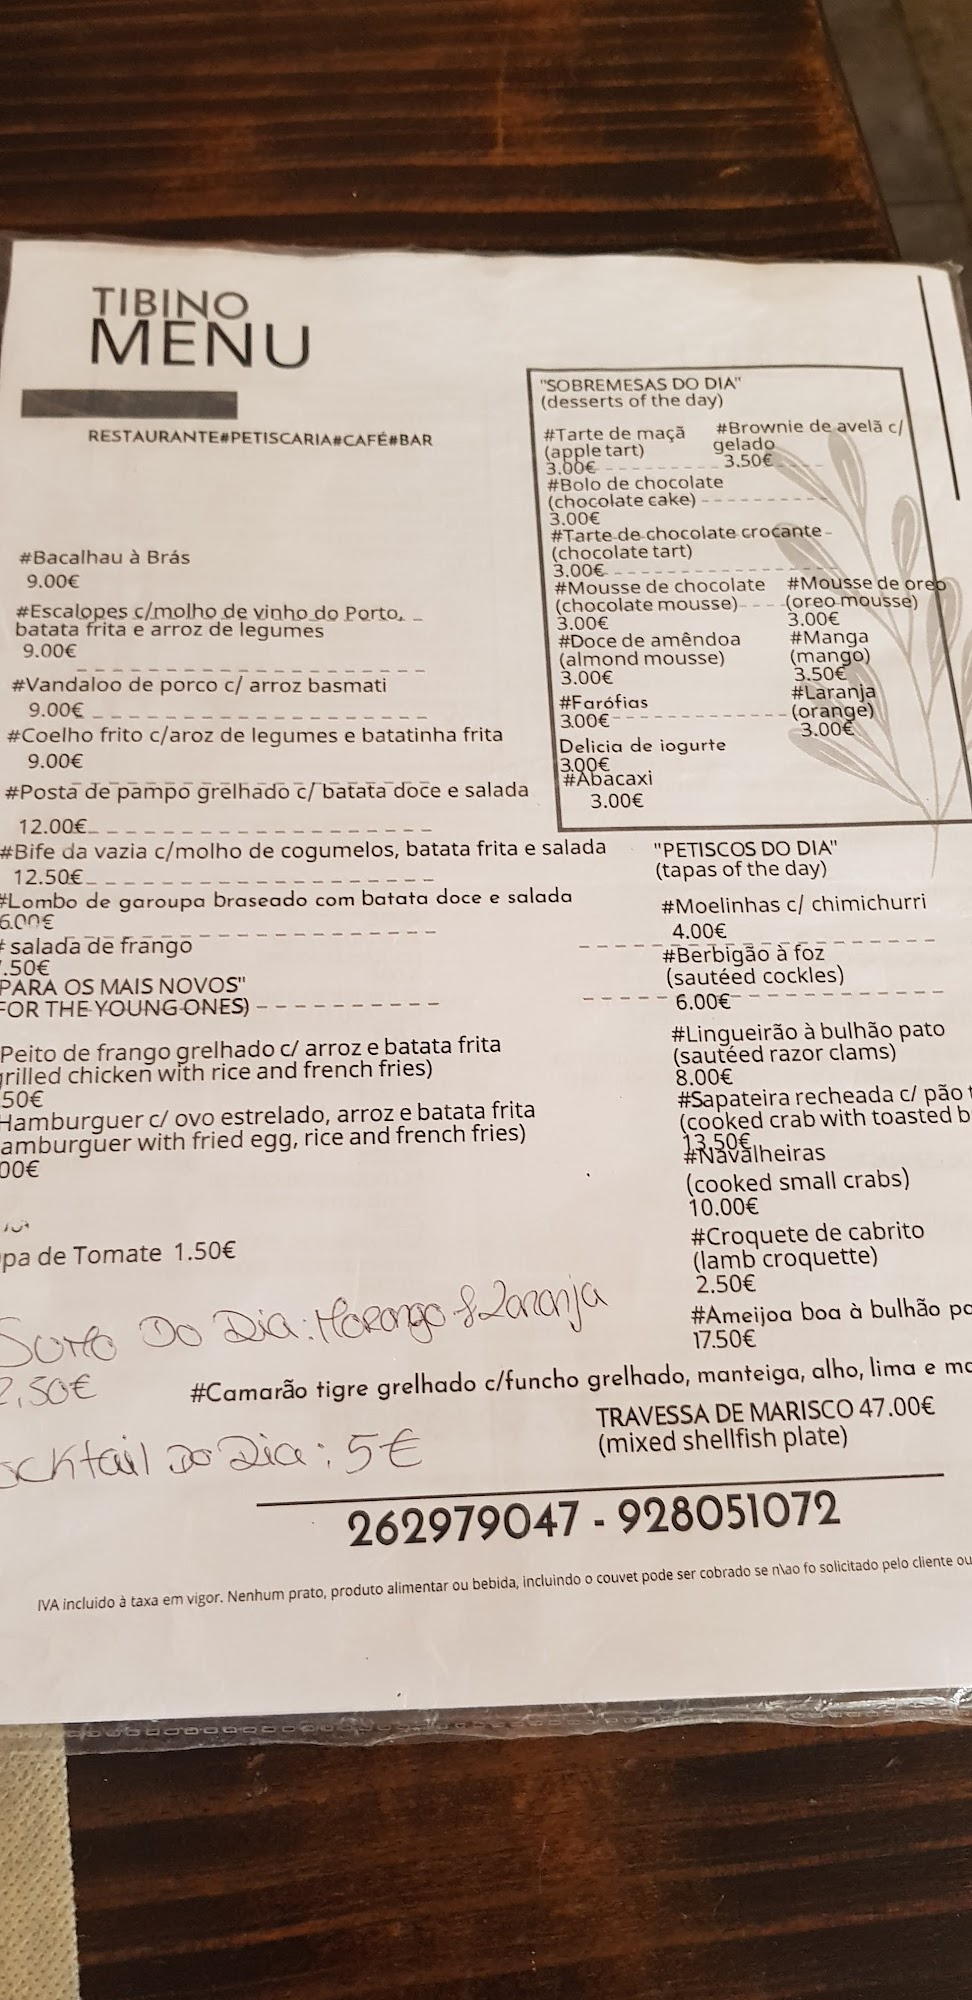 TIBINO
MENU
RESTAURANTE#PETISCARIA#CAFÉ#BAR
#Bacalhau à Brás
9.00€
#Escalopes c/molho de vinho do Porto,
batata frita e arroz de legumes
9.00€
#Vandaloo de porco c/ arroz basmati
9.00€
#Coelho frito c/aroz de legumes e batatinha frita
9.00€
#Posta de pampo grelhado c/ batata doce e salada
12.00€
#Bife da vazia c/molho de cogumelos, batata frita e salada
12.50€
#Lombo de garoupa braseado com batata doce e salada
6.00€
# salada de frango
.50€
PARA OS MAIS NOVOS"
FOR THE YOUNG ONES)
Peito de frango grelhado c/ arroz e batata frita
grilled chicken with rice and french fries)
50€
Hamburguer c/ ovo estrelado, arroz e batata frita
amburguer with fried egg, rice and french fries)
00€
pa de Tomate 1.50€
Sumo Do Dia: Morango & Laranja
2,50€
ocktail Do Dia: 5€
"SOBREMESAS DO DIA"
(desserts of the day)
#Tarte de maçã
(apple tart)
3.00€
#Brownie de avelã c/
gelado
3.50€
#Bolo de chocolate
(chocolate cake)
3.00€
#Tarte de chocolate crocante
(chocolate tart)
3.00€
#Mousse de chocolate
(chocolate mousse)
3.00€
#Mousse de oreo
(oreo mousse)
3.00€
#Doce de amêndoa
(almond mousse)
3.00€
#Manga
(mango)
3.50€
#Farófias
3.00€
#Laranja
(orange)
3.00€
Delicia de iogurte
3.00€
#Abacaxi
3.00€
"PETISCOS DO DIA"
(tapas of the day)
#Moelinhas c/ chimichurri
4.00€
#Berbigão à foz
(sautéed cockles)
6.00€
#Lingueirão à bulhão pato
(sautéed razor clams)
8.00€
#Sapateira recheada c/ pão t
(cooked crab with toasted b
13.50€
#Navalheiras
(cooked small crabs)
10.00€
#Croquete de cabrito
(lamb croquette)
2.50€
#Ameijoa boa à bulhão pa
17.50€
#Camarão tigre grelhado c/funcho grelhado, manteiga, alho, lima e ma
TRAVESSA DE MARISCO 47.00€
(mixed shellfish plate)
262979047 - 928051072
IVA incluido à taxa em vigor. Nenhum prato, produto alimentar ou bebida, incluindo o couvet pode ser cobrado se n\ao fo solicitado pelo cliente ou